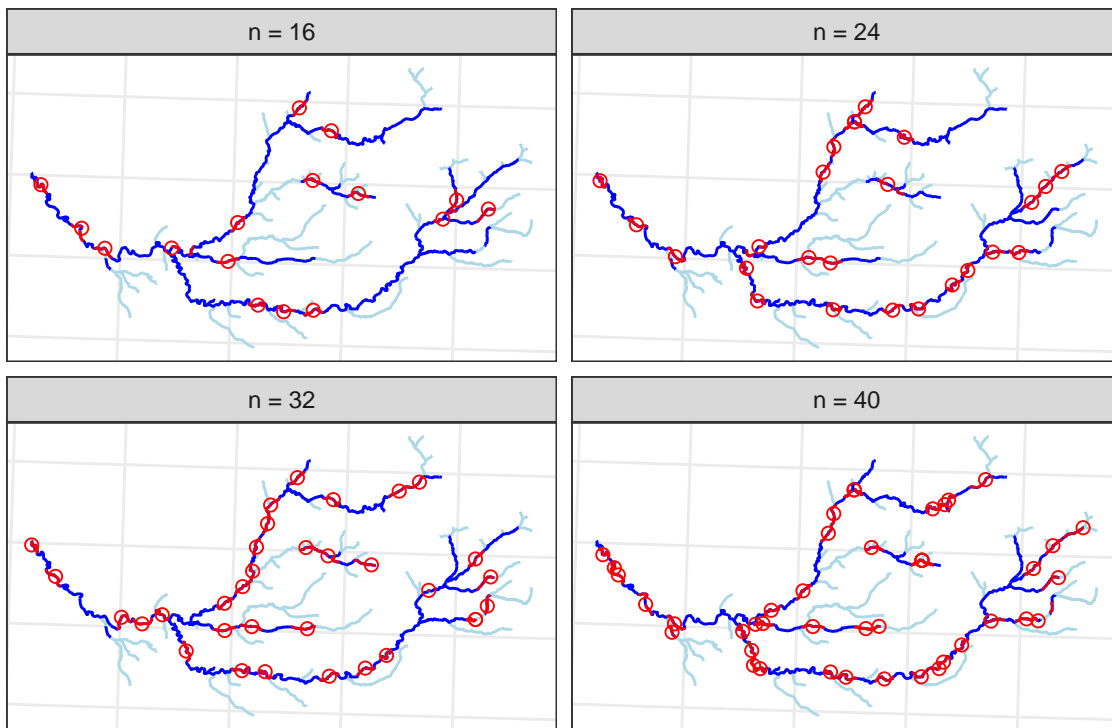 n = 16
n = 24
n = 32
n = 40